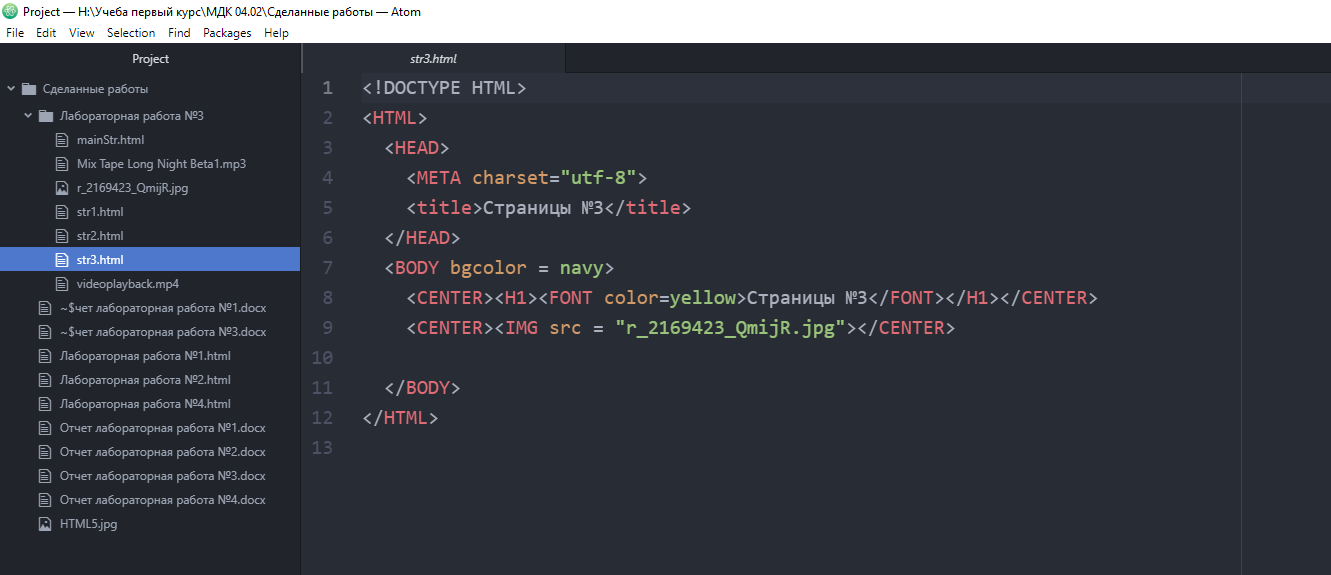 Project — H:\Учеба первый курс\МДК 04.02\Сделанные работы — Atom
File Edit View Selection Find Packages Help
Project
Сделанные работы
Лабораторная работа №3
mainStr.html
Mix Tape Long Night Beta1.mp3
r_2169423_QmijR.jpg
str1.html
str2.html
str3.html
videoplayback.mp4
~$чет лабораторная работа №1.docx
~$чет лабораторная работа №3.docx
Лабораторная работа №1.html
Лабораторная работа №2.html
Лабораторная работа №4.html
Отчет лабораторная работа №1.docx
Отчет лабораторная работа №2.docx
Отчет лабораторная работа №3.docx
Отчет лабораторная работа №4.docx
HTML5.jpg
str3.html
1 <!DOCTYPE HTML>
2 <HTML>
3 <HEAD>
4 <META charset="utf-8">
5 <title>Страницы №3</title>
6 </HEAD>
7 <BODY bgcolor = navy>
8 <CENTER><H1><FONT color=yellow>Страницы №3</FONT></H1></CENTER>
9 <CENTER><IMG src = "r_2169423_QmijR.jpg"></CENTER>
10
11 </BODY>
12 </HTML>
13